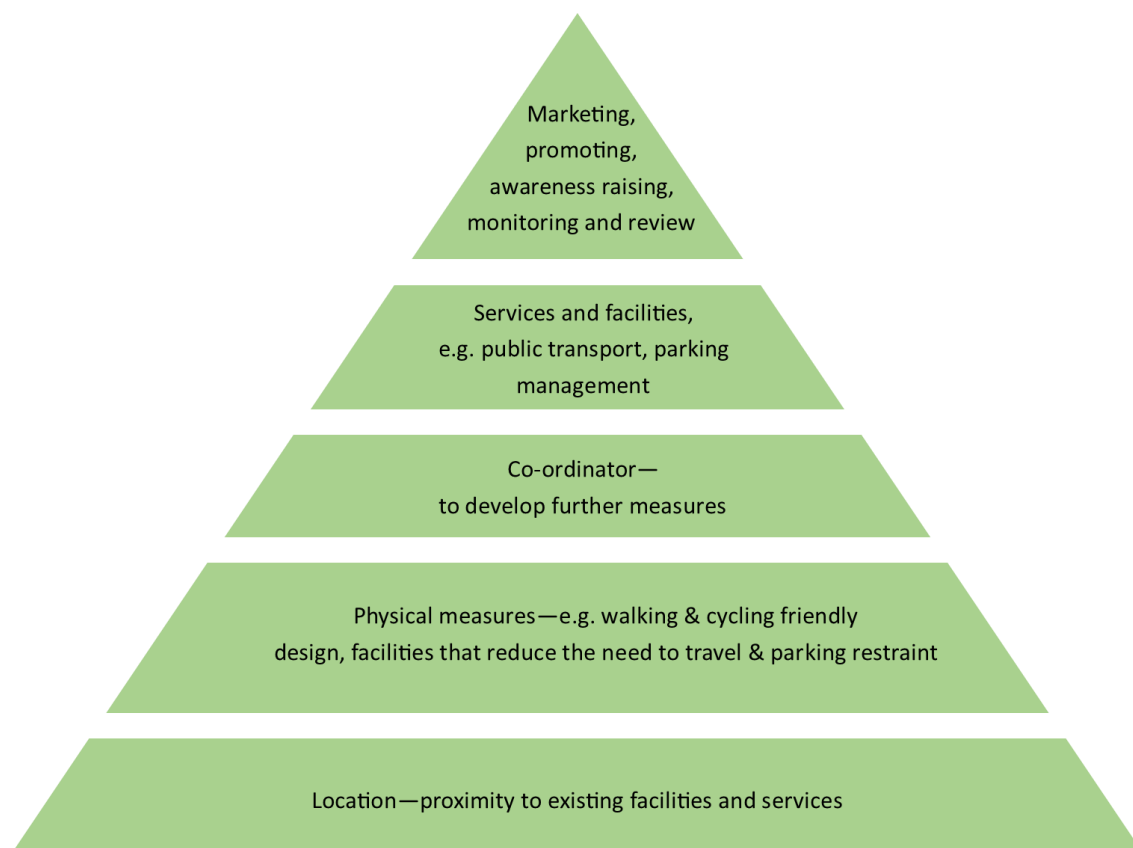 Marketing,
promoting,
awareness raising,
monitoring and review
Services and facilities,
e.g. public transport, parking
management
Co-ordinator—
to develop further measures
Physical measures—e.g. walking & cycling friendly
design, facilities that reduce the need to travel & parking restraint
Location—proximity to existing facilities and services